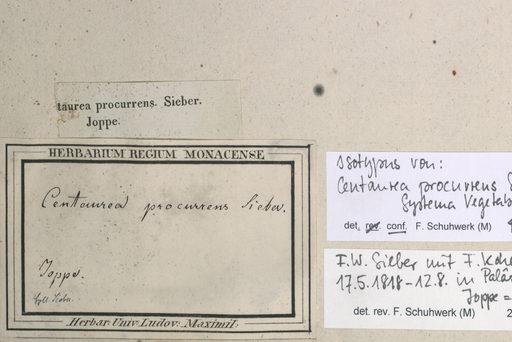 taurea procurrens. Sieber.
Joppe.
HERBARIUM REGIUM MONACENSE
Centaurea procurrens Sieber.
Joppe.
Herbar. Univ. Ludov. Maximil.
Isotypus von:
Centaurea procurrens S
Systema Vegetab
det. rev. conf. F. Schuhwerk (M)
F.W. Sieber mit F. Koh
17.5.1818-12.8. in Paläs
Joppe =
det. rev. F. Schuhwerk (M) 2